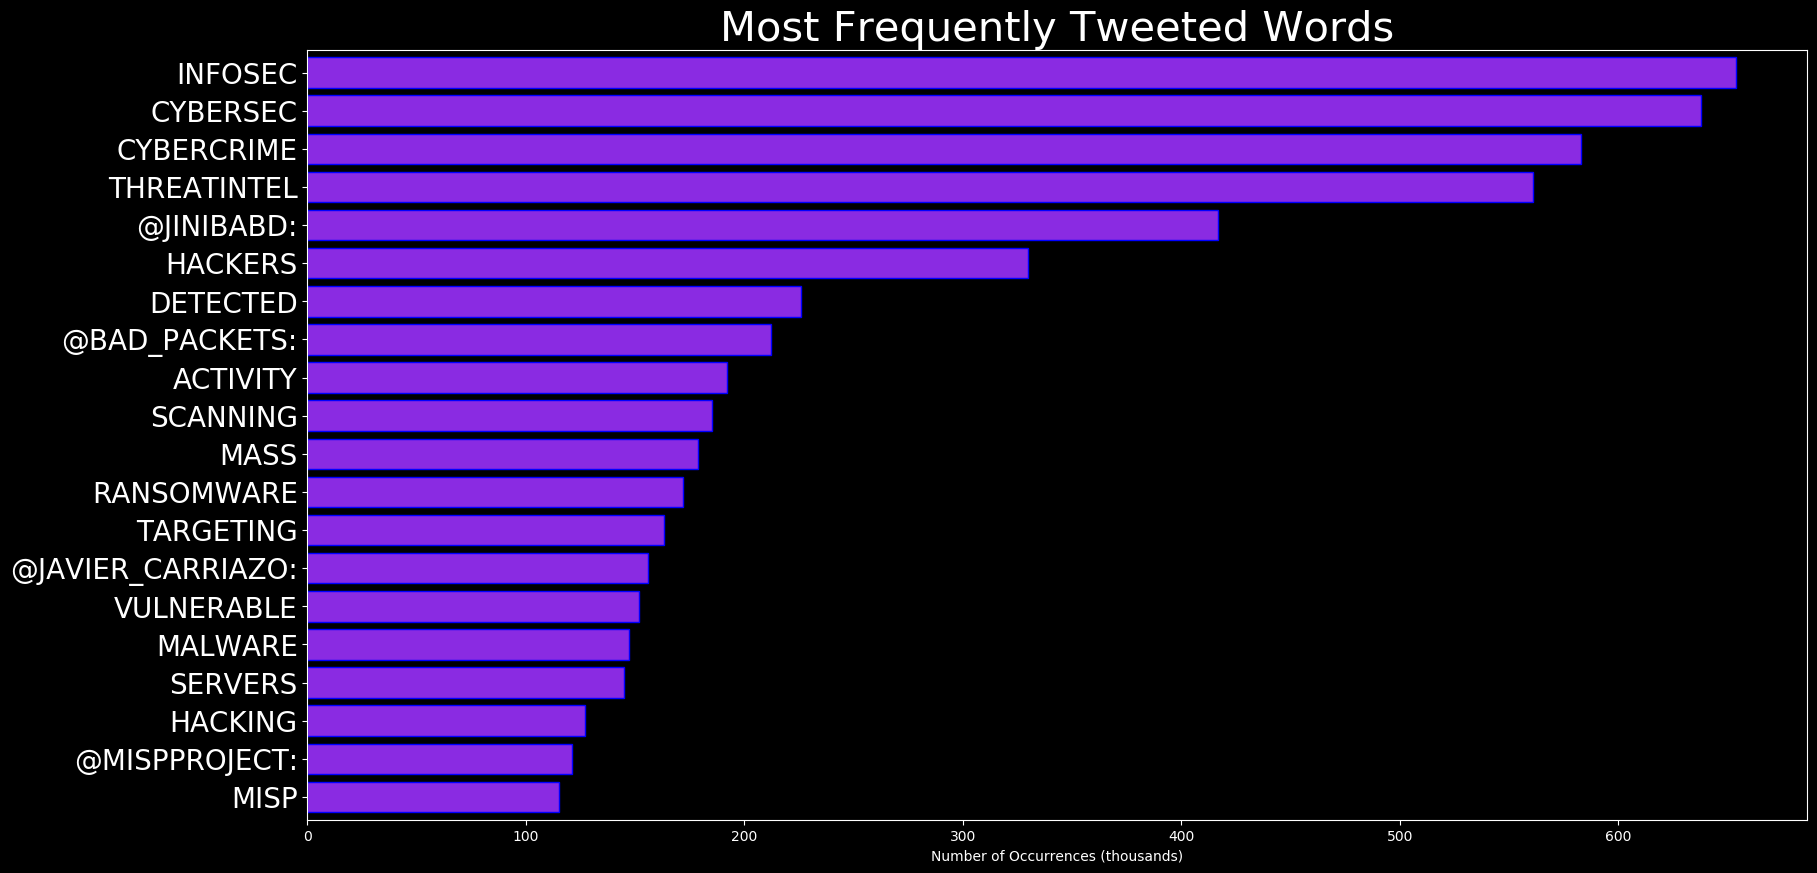 Most Frequently Tweeted Words
INFOSEC
CYBERSEC
CYBERCRIME
THREATINTEL
@JINIBABD:
HACKERS
DETECTED
@BAD_PACKETS:
ACTIVITY
SCANNING
MASS
RANSOMWARE
TARGETING
@JAVIER_CARRIAZO:
VULNERABLE
MALWARE
SERVERS
HACKING
@MISPPROJECT:
MISP
0 100 200 300 400 500 600
Number of Occurrences (thousands)